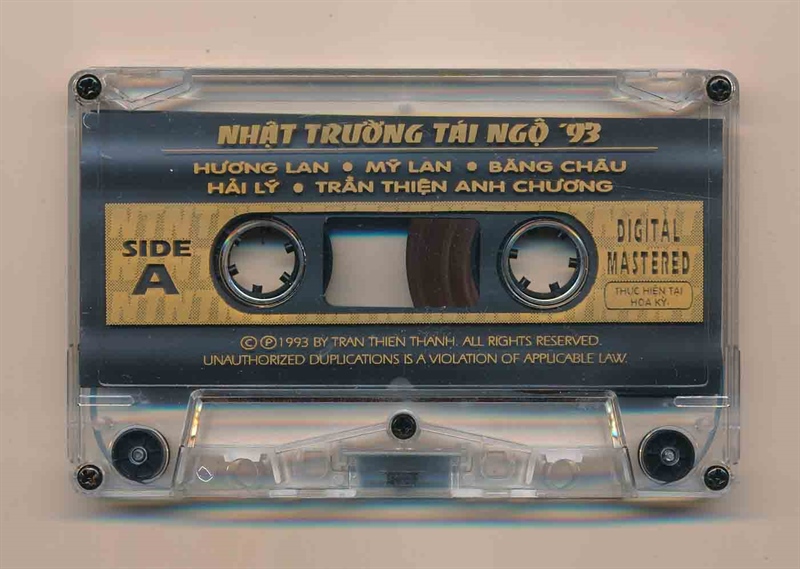 NHẬT TRƯỜNG TÁI NGỘ '93
HƯƠNG LAN • MỸ LAN • BĂNG CHÂU
HẢI LÝ • TRẦN THIỆN ANH CHƯƠNG
SIDE
A
DIGITAL
MASTERED
THỰC HIỆN TẠI
HOA KỲ
© ℗ 1993 BY TRAN THIEN THANH. ALL RIGHTS RESERVED.
UNAUTHORIZED DUPLICATIONS IS A VIOLATION OF APPLICABLE LAW.